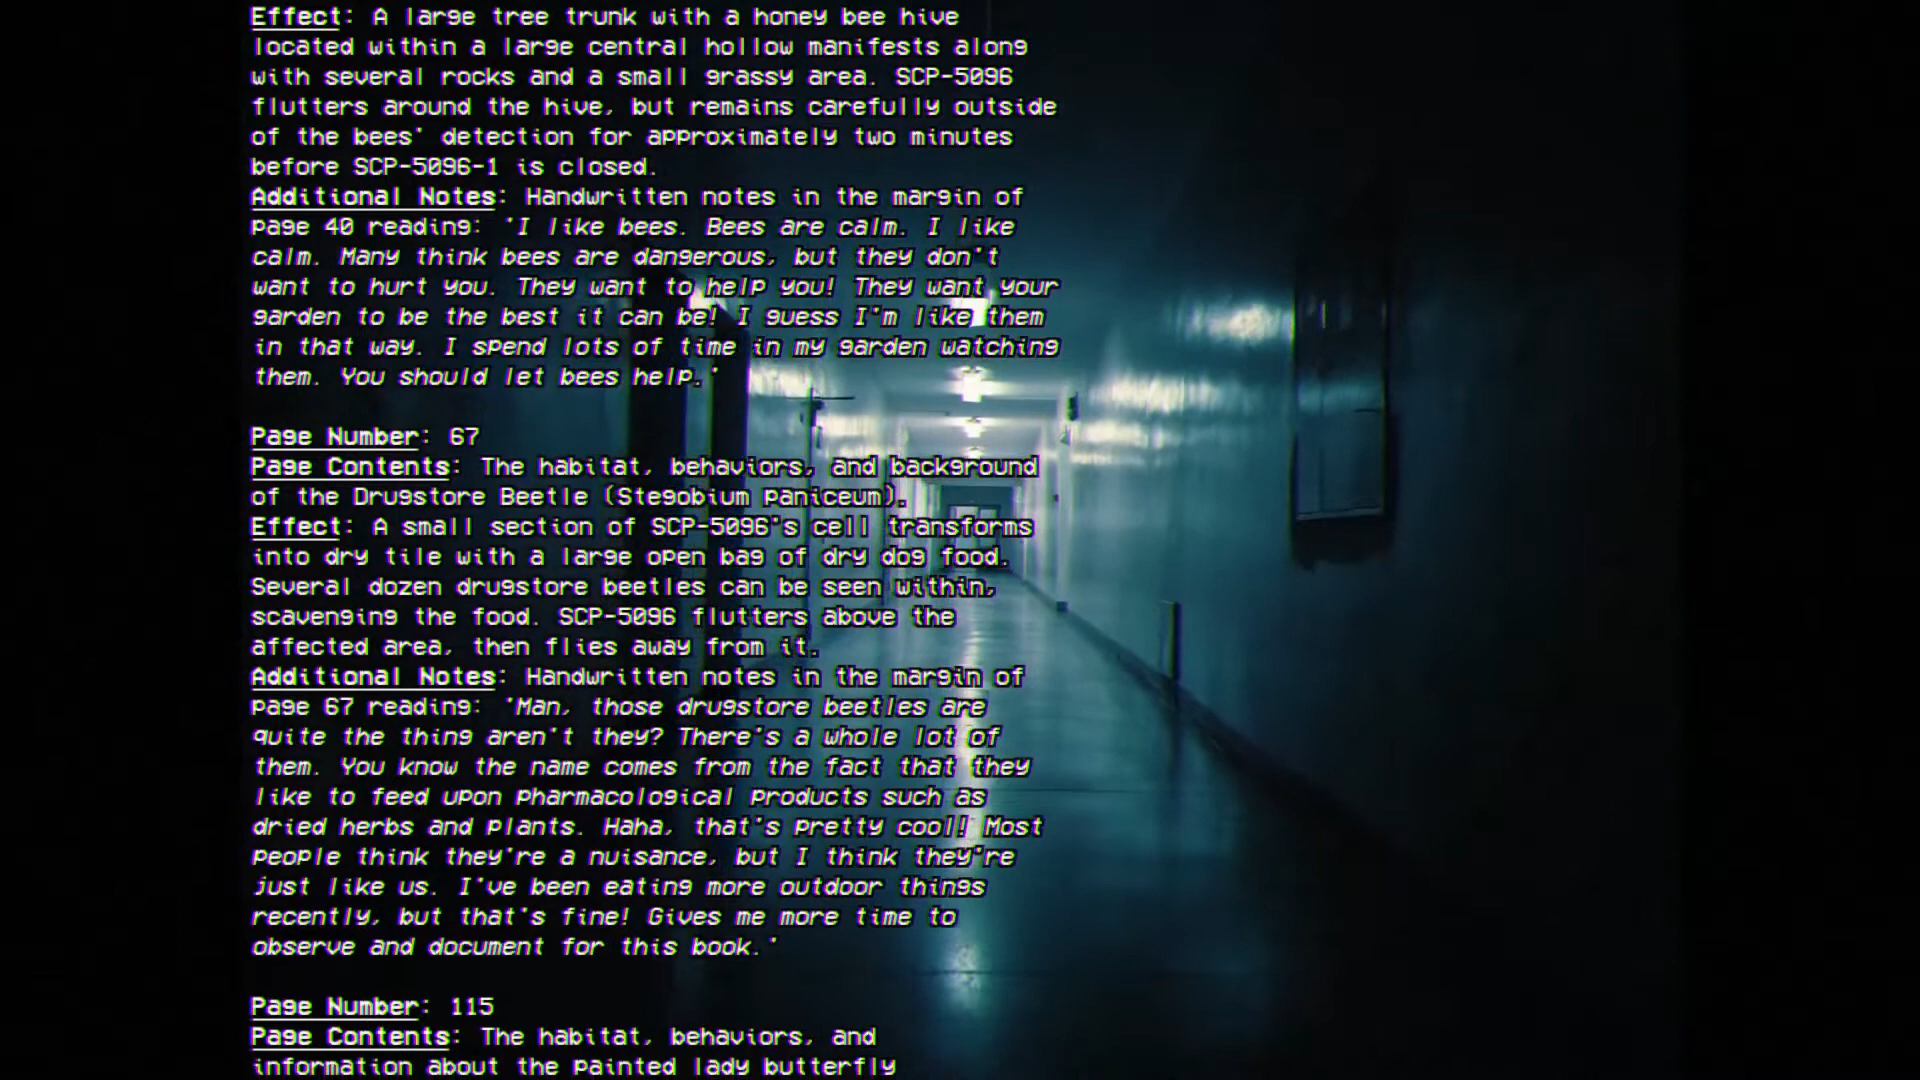 Effect: A large tree trunk with a honey bee hive
located within a large central hollow manifests along
with several rocks and a small grassy area. SCP-5096
flutters around the hive, but remains carefully outside
of the bees' detection for approximately two minutes
before SCP-5096-1 is closed.
Additional Notes: Handwritten notes in the margin of
page 40 reading: 'I like bees. Bees are calm. I like
calm. Many think bees are dangerous, but they don't
want to hurt you. They want to help you! They want your
garden to be the best it can be! I guess I'm like them
in that way. I spend lots of time in my garden watching
them. You should let bees help.'
Page Number: 67
Page Contents: The habitat, behaviors, and background
of the Drugstore Beetle (Stegobium paniceum).
Effect: A small section of SCP-5096's cell transforms
into dry tile with a large open bag of dry dog food.
Several dozen drugstore beetles can be seen within,
scavenging the food. SCP-5096 flutters above the
affected area, then flies away from it.
Additional Notes: Handwritten notes in the margin of
page 67 reading: 'Man, those drugstore beetles are
quite the thing aren't they? There's a whole lot of
them. You know the name comes from the fact that they
like to feed upon pharmacological products such as
dried herbs and plants. Haha, that's pretty cool! Most
people think they're a nuisance, but I think they're
just like us. I've been eating more outdoor things
recently, but that's fine! Gives me more time to
observe and document for this book.'
Page Number: 115
Page Contents: The habitat, behaviors, and
information about the painted lady butterfly